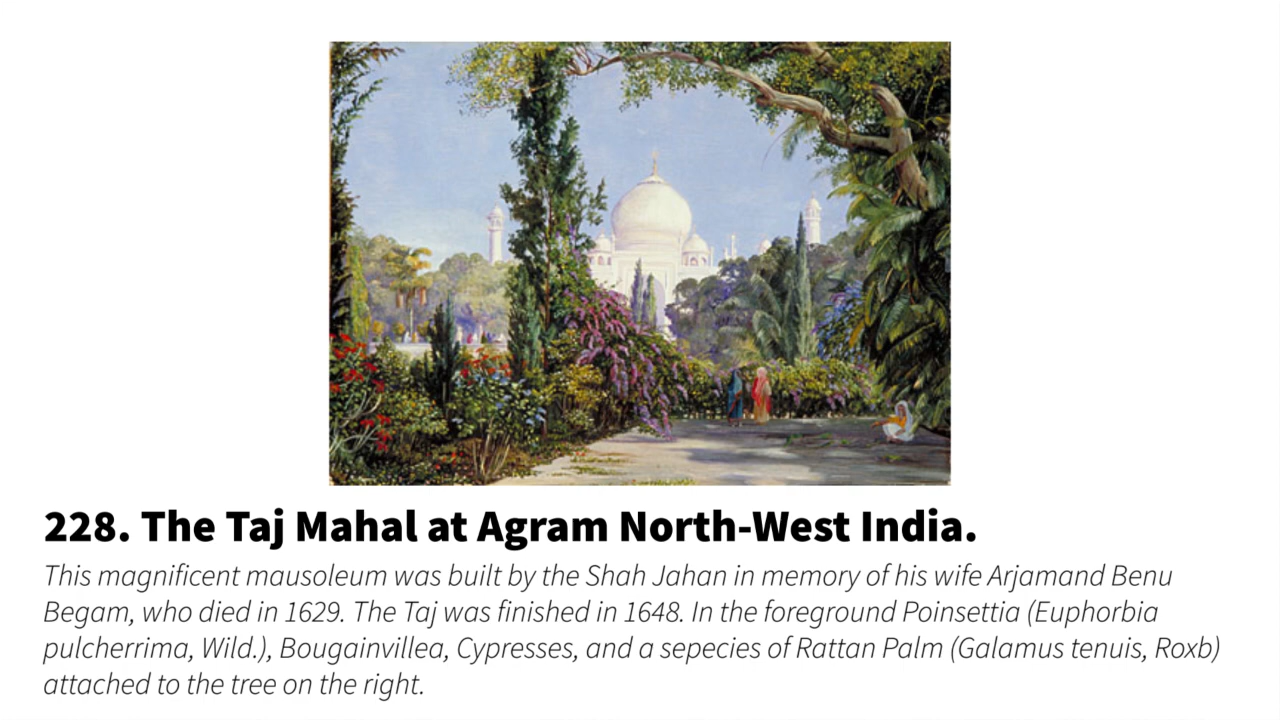 228. The Taj Mahal at Agram North-West India.
This magnificent mausoleum was built by the Shah Jahan in memory of his wife Arjamand Benu
Begam, who died in 1629. The Taj was finished in 1648. In the foreground Poinsettia (Euphorbia
pulcherrima, Wild.), Bougainvillea, Cypresses, and a sepecies of Rattan Palm (Galamus tenuis, Roxb)
attached to the tree on the right.